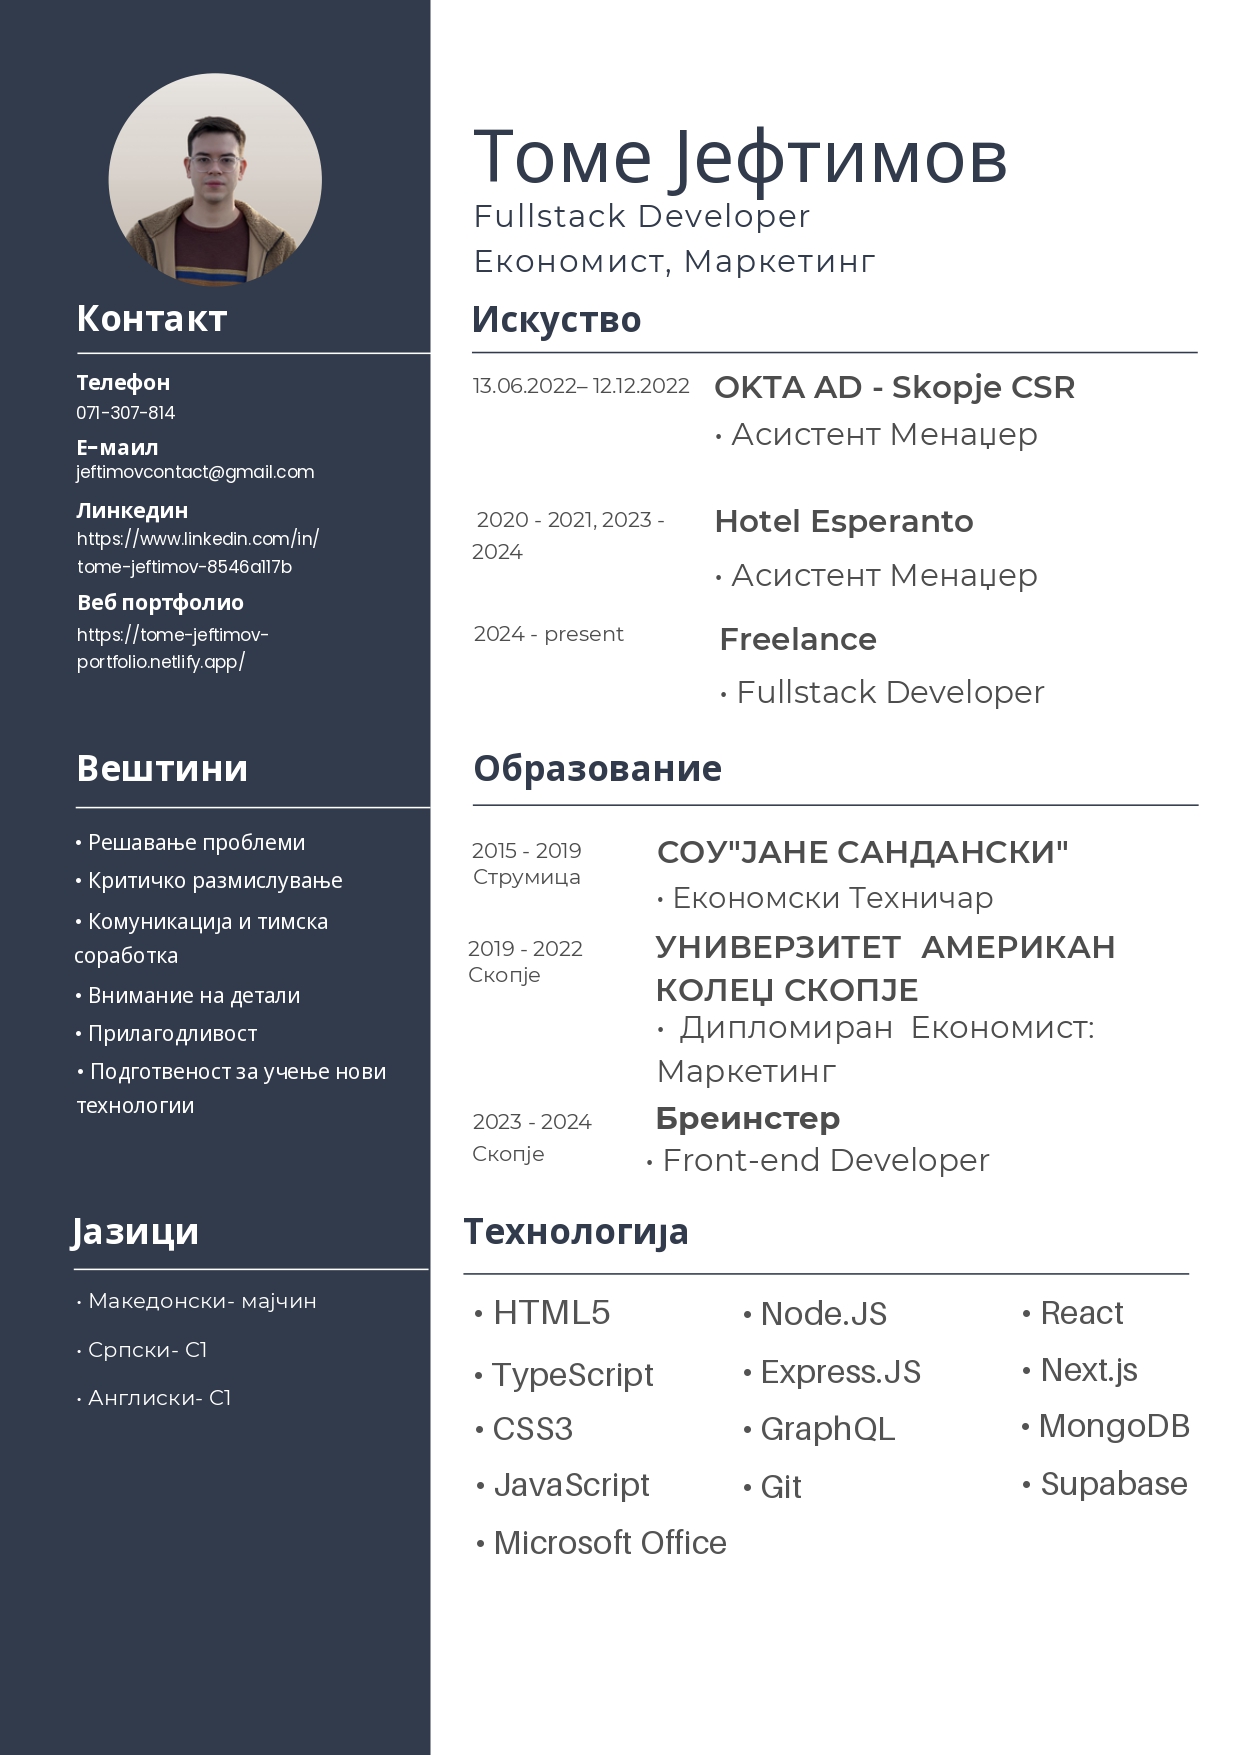 Томе Јефтимов
Fullstack Developer
Економист, Маркетинг
Контакт
Телефон
071-307-814
Е-маил
jeftimovcontact@gmail.com
Линкедин
https://www.linkedin.com/in/
tome-jeftimov-8546a117b
Веб портфолио
https://tome-jeftimov-
portfolio.netlify.app/
Вештини
• Решавање проблеми
• Критичко размислување
• Комуникација и тимска
соработка
• Внимание на детали
• Прилагодливост
• Подготвеност за учење нови
технологии
Јазици
• Македонски- мајчин
• Српски- C1
• Англиски- C1
Искуство
13.06.2022– 12.12.2022 OKTA AD - Skopje CSR
• Асистент Менаџер
2020 - 2021, 2023 -
2024
Hotel Esperanto
• Асистент Менаџер
2024 - present Freelance
• Fullstack Developer
Образование
2015 - 2019
Струмица
СОУ"ЈАНЕ САНДАНСКИ"
• Економски Техничар
2019 - 2022
Скопје
УНИВЕРЗИТЕТ АМЕРИКАН
КОЛЕЏ СКОПЈЕ
• Дипломиран Економист:
Маркетинг
2023 - 2024
Скопје
Бреинстер
• Front-end Developer
Технологија
• HTML5
• TypeScript
• CSS3
• JavaScript
• Microsoft Office
• Node.JS
• Express.JS
• GraphQL
• Git
• React
• Next.js
• MongoDB
• Supabase